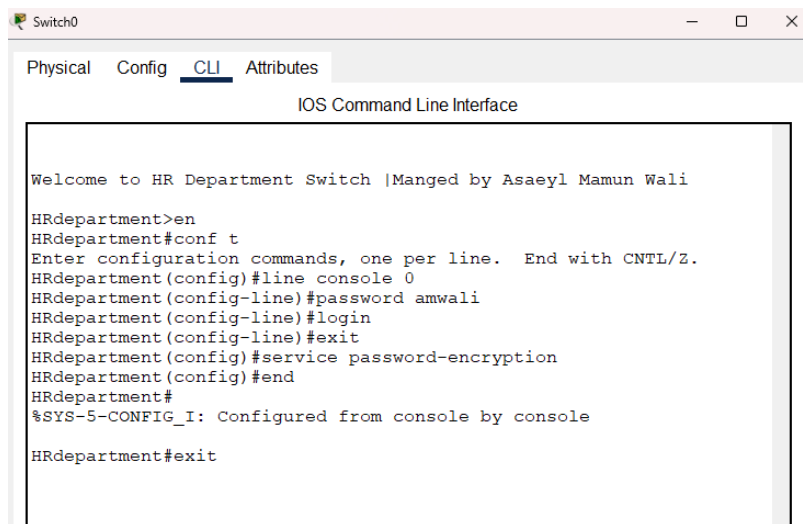 Switch0
Physical Config CLI Attributes
IOS Command Line Interface
Welcome to HR Department Switch |Manged by Asaeyl Mamun Wali
HRdepartment>en
HRdepartment#conf t
Enter configuration commands, one per line.  End with CNTL/Z.
HRdepartment(config)#line console 0
HRdepartment(config-line)#password amwali
HRdepartment(config-line)#login
HRdepartment(config-line)#exit
HRdepartment(config)#service password-encryption
HRdepartment(config)#end
HRdepartment#
%SYS-5-CONFIG_I: Configured from console by console
HRdepartment#exit